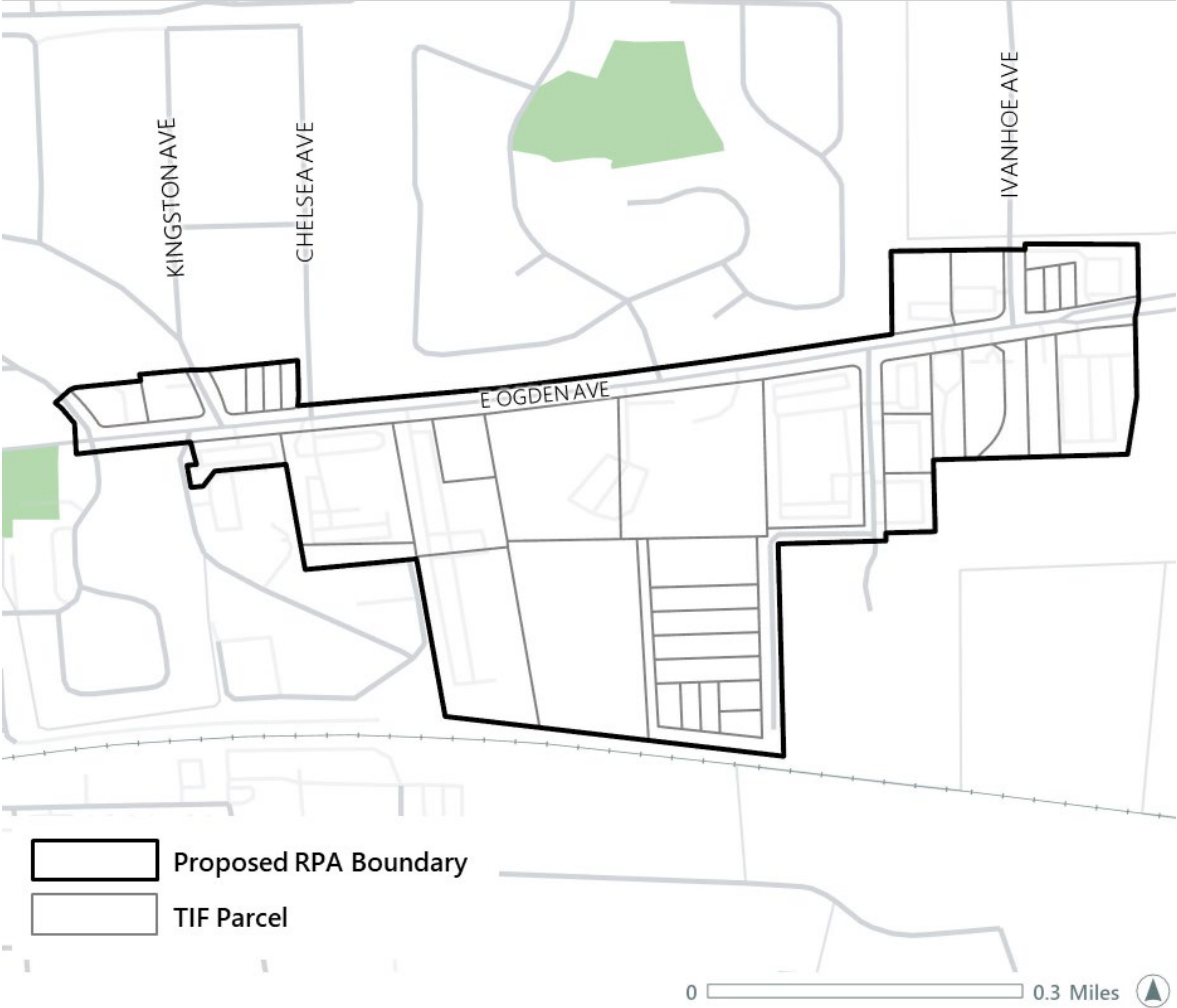 KINGSTON AVE
CHELSEA AVE
IVANHOE AVE
E OGDEN AVE
Proposed RPA Boundary
TIF Parcel
0 0.3 Miles